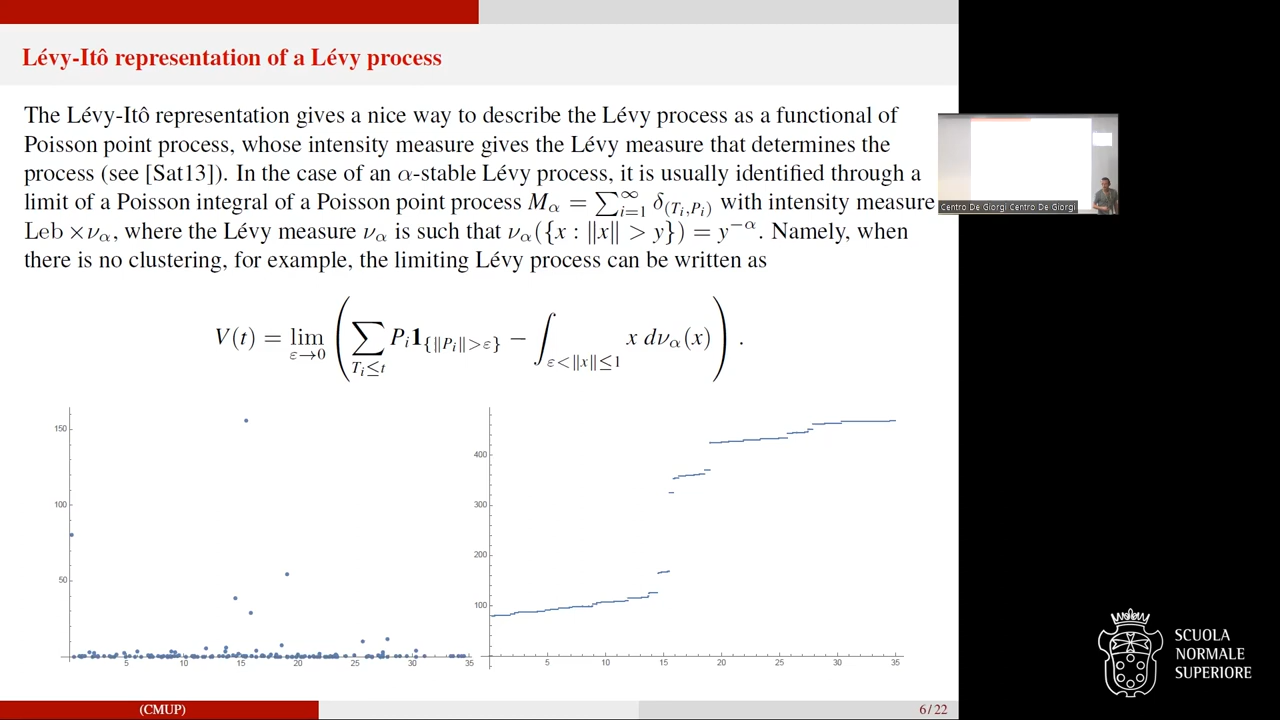 Lévy-Itô representation of a Lévy process
The Lévy-Itô representation gives a nice way to describe the Lévy process as a functional of
Poisson point process, whose intensity measure gives the Lévy measure that determines the
process (see [Sat13]). In the case of an α-stable Lévy process, it is usually identified through a
limit of a Poisson integral of a Poisson point process M_α = ∑_{i=1}^∞ δ_{(T_i,P_i)} with intensity measure
Leb ×ν_α, where the Lévy measure ν_α is such that ν_α({x : ‖x‖ > y}) = y^{−α}. Namely, when
there is no clustering, for example, the limiting Lévy process can be written as
V(t) = lim_{ε→0} ( ∑_{T_i≤t} P_i 1_{{‖P_i‖>ε}} − ∫_{ε<‖x‖≤1} x dν_α(x) ) .
150
100
50
5 10 15 20 25 30 35
400
300
200
100
5 10 15 20 25 30 35
(CMUP)
6 / 22
Centro De Giorgi Centro De Giorgi
SCUOLA
NORMALE
SUPERIORE